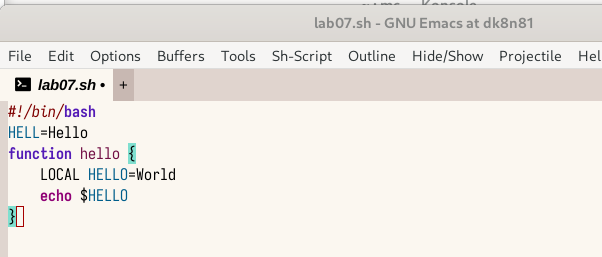 lab07.sh - GNU Emacs at dk8n81
File Edit Options Buffers Tools Sh-Script Outline Hide/Show Projectile Hel
lab07.sh • +
#!/bin/bash
HELL=Hello
function hello {
    LOCAL HELLO=World
    echo $HELLO
}